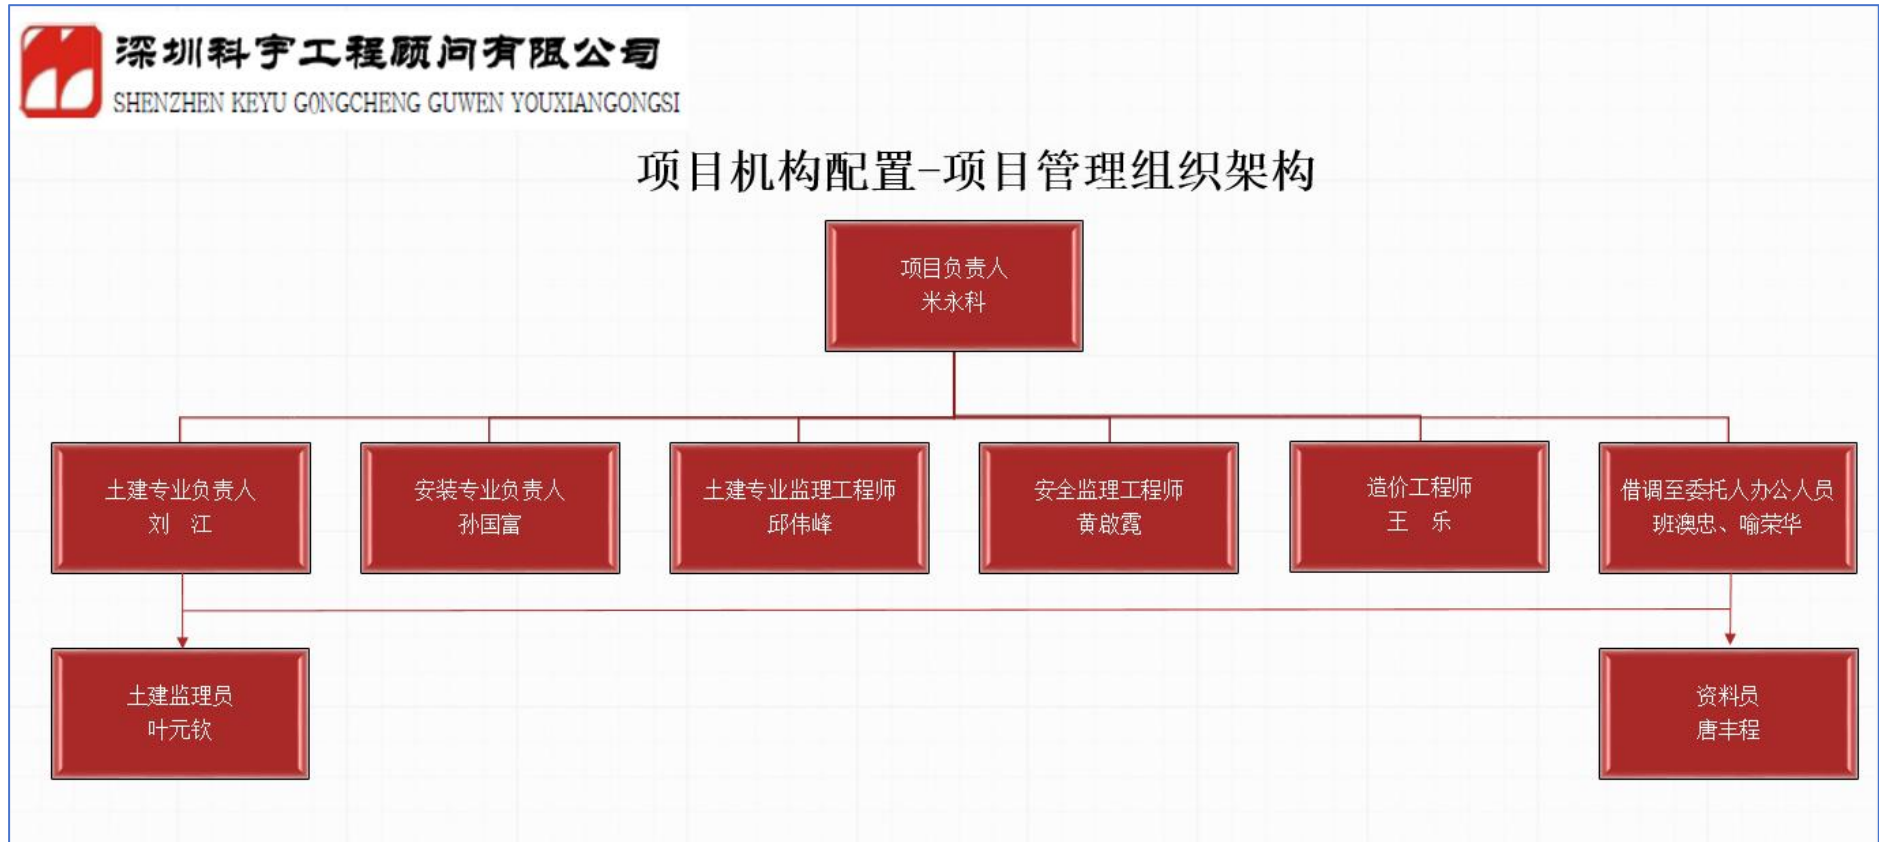 深圳科宇工程顾问有限公司
SHENZHEN KEYU GONGCHENG GUWEN YOUXIANGONGSI
项目机构配置-项目管理组织架构
项目负责人
米永科
土建专业负责人
刘 江
安装专业负责人
孙国富
土建专业监理工程师
邱伟峰
安全监理工程师
黄啟霓
造价工程师
王 乐
借调至委托人办公人员
班澳忠、喻荣华
土建监理员
叶元钦
资料员
唐丰程